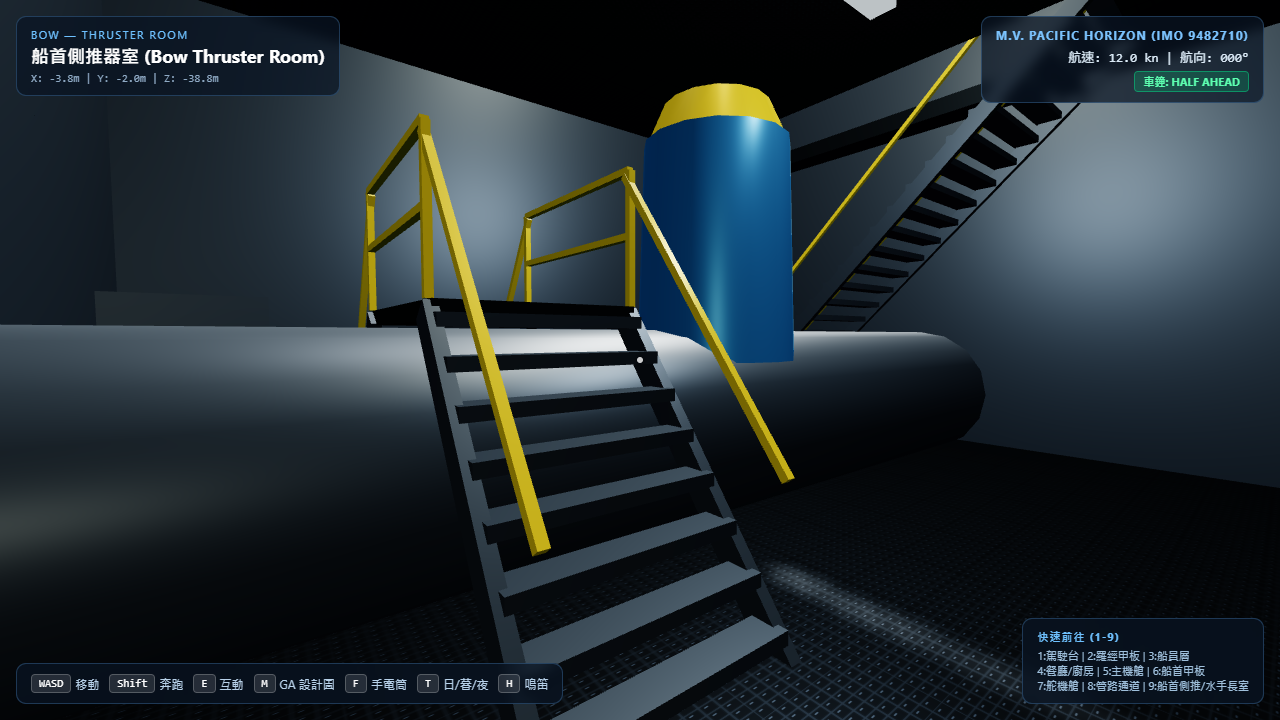 BOW — THRUSTER ROOM
船首側推器室 (Bow Thruster Room)
X: -3.8m | Y: -2.0m | Z: -38.8m
M.V. PACIFIC HORIZON (IMO 9482710)
航速: 12.0 kn | 航向: 000°
車鐘: HALF AHEAD
WASD 移動 Shift 奔跑 E 互動 M GA 設計圖 F 手電筒 T 日/暮/夜 H 鳴笛
快速前往 (1-9)
1:駕駛台 | 2:羅經甲板 | 3:船員層
4:餐廳/廚房 | 5:主機艙 | 6:船首甲板
7:舵機艙 | 8:管路通道 | 9:船首側推/水手長室